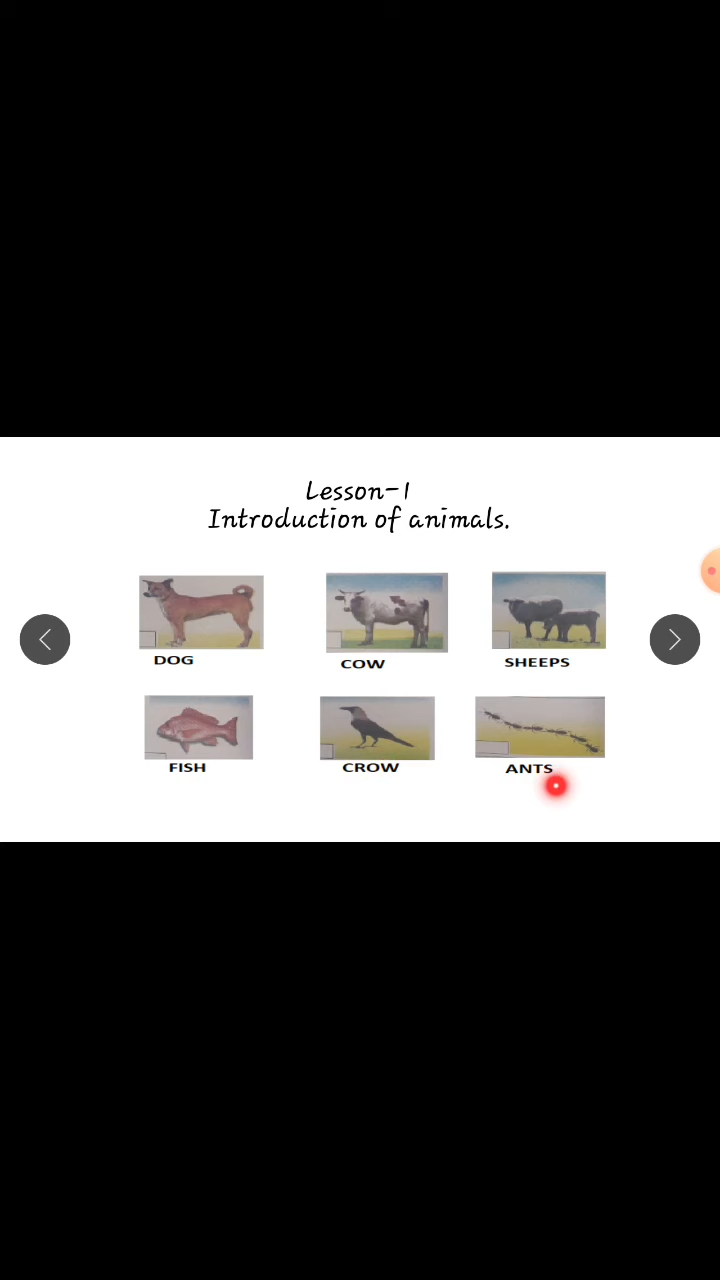 Lesson-1
Introduction of animals.
DOG
COW
SHEEPS
FISH
CROW
ANTS